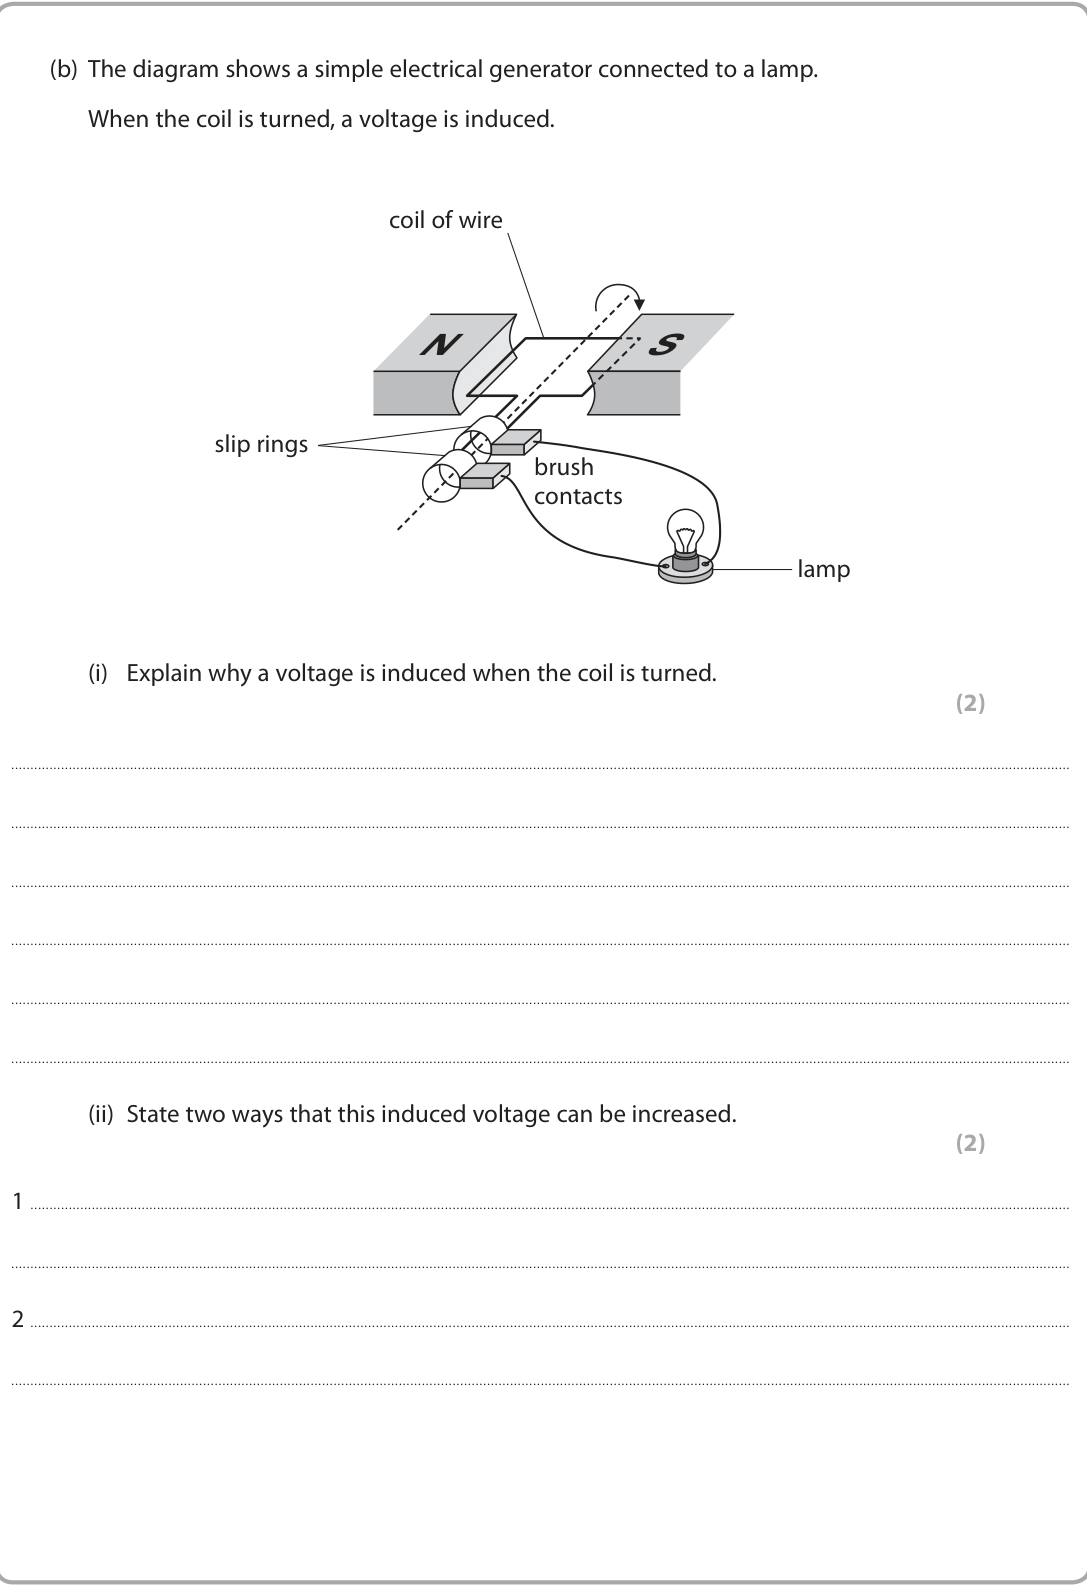 (b) The diagram shows a simple electrical generator connected to a lamp.
When the coil is turned, a voltage is induced.
coil of wire
N
S
slip rings
brush
contacts
lamp
(i) Explain why a voltage is induced when the coil is turned.
(2)
(ii) State two ways that this induced voltage can be increased.
(2)
1
2